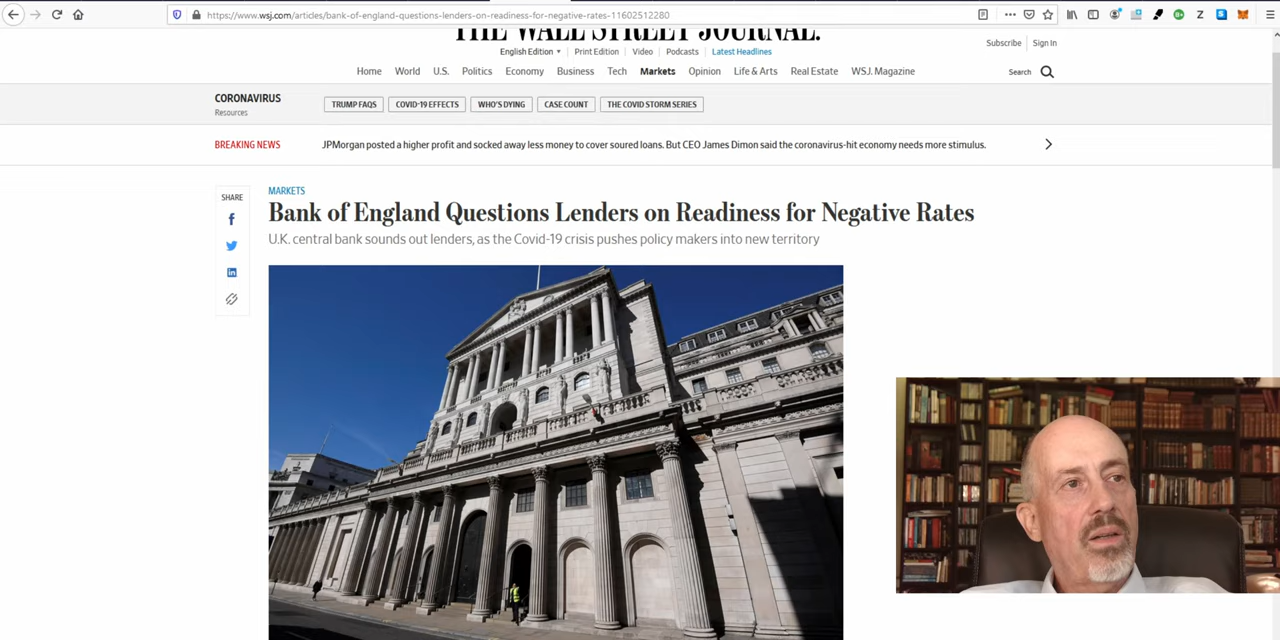 https://www.wsj.com/articles/bank-of-england-questions-lenders-on-readiness-for-negative-rates-11602512280
THE WALL STREET JOURNAL.
English Edition Print Edition Video Podcasts Latest Headlines
Subscribe Sign In
Home World U.S. Politics Economy Business Tech Markets Opinion Life & Arts Real Estate WSJ. Magazine
Search
CORONAVIRUS
Resources
TRUMP FAQS COVID-19 EFFECTS WHO'S DYING CASE COUNT THE COVID STORM SERIES
BREAKING NEWS
JPMorgan posted a higher profit and socked away less money to cover soured loans. But CEO James Dimon said the coronavirus-hit economy needs more stimulus.
SHARE
MARKETS
Bank of England Questions Lenders on Readiness for Negative Rates
U.K. central bank sounds out lenders, as the Covid-19 crisis pushes policy makers into new territory